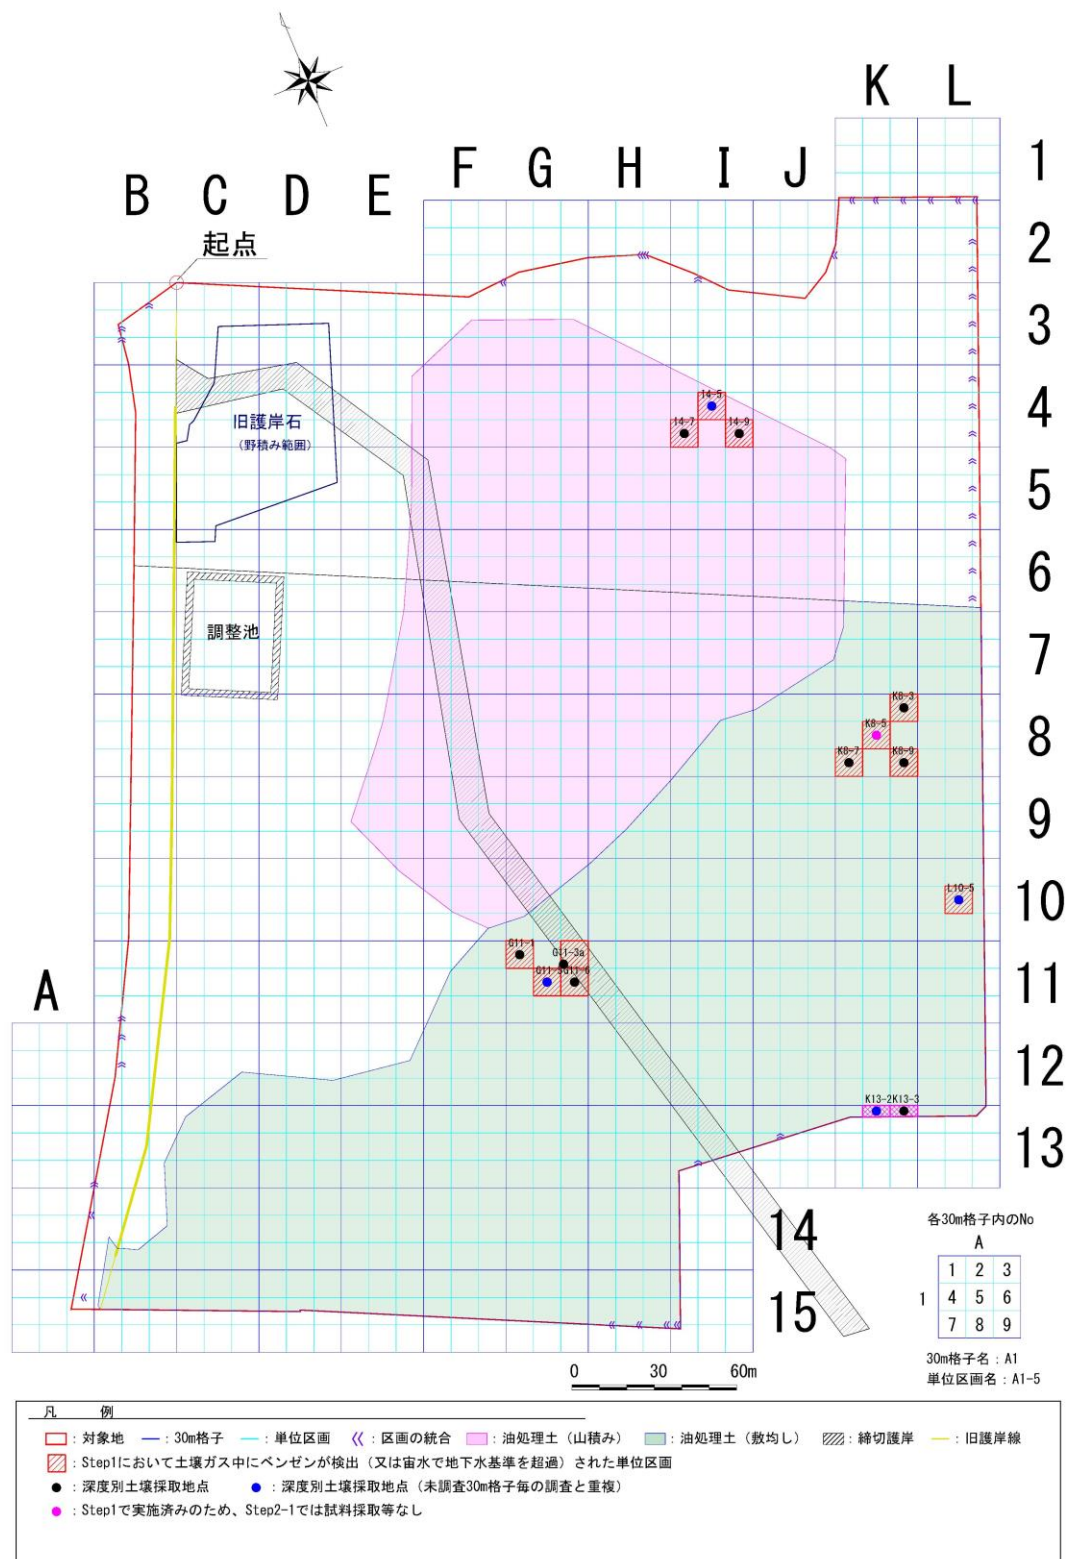 K L
F G H I J
B C D E
A
1
2
3
4
5
6
7
8
9
10
11
12
13
14
15
起点
旧護岸石
(野積み範囲)
調整池
I4-5
I4-7
I4-9
K8-3
K8-5
K8-7
K8-9
L10-5
G11-1
G11-3a
G11-5
G11-6
K13-2
K13-3
各30m格子内のNo
A
1 2 3
1 4 5 6
7 8 9
30m格子名：A1
単位区画名：A1-5
0 30 60m
凡 例
：対象地 ：30m格子 ：単位区画 ：区画の統合 ：油処理土（山積み） ：油処理土（敷均し） ：締切護岸 ：旧護岸線
：Step1において土壌ガス中にベンゼンが検出（又は宙水で地下水基準を超過）された単位区画
：深度別土壌採取地点 ：深度別土壌採取地点（未調査30m格子毎の調査と重複）
：Step1で実施済みのため、Step2-1では試料採取等なし